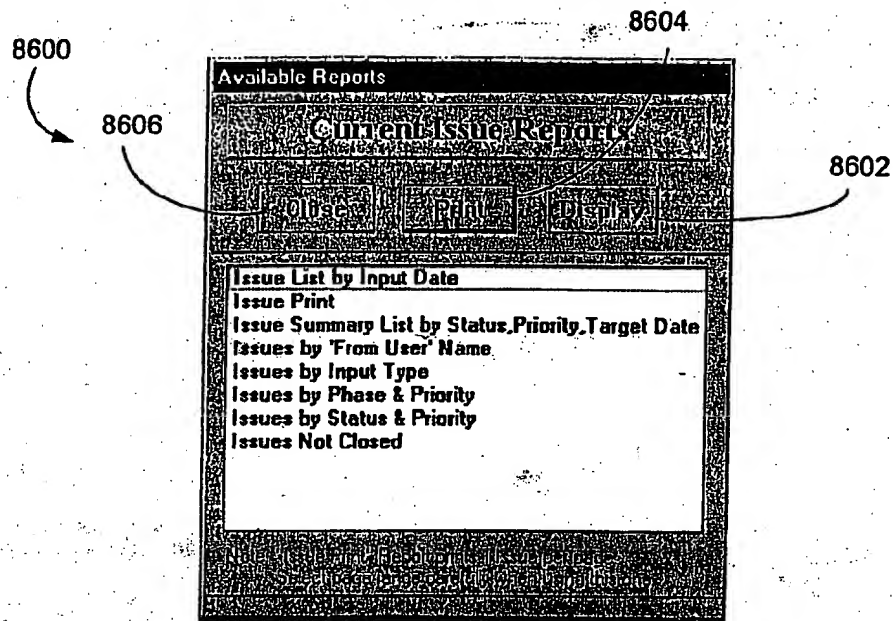 8604
8600
Available Reports
Current Issue Reports
8606
8602
Close Print Display
Issue List by Input Date
Issue Print
Issue Summary List by Status,Priority,Target Date
Issues by 'From User' Name
Issues by Input Type
Issues by Phase & Priority
Issues by Status & Priority
Issues Not Closed